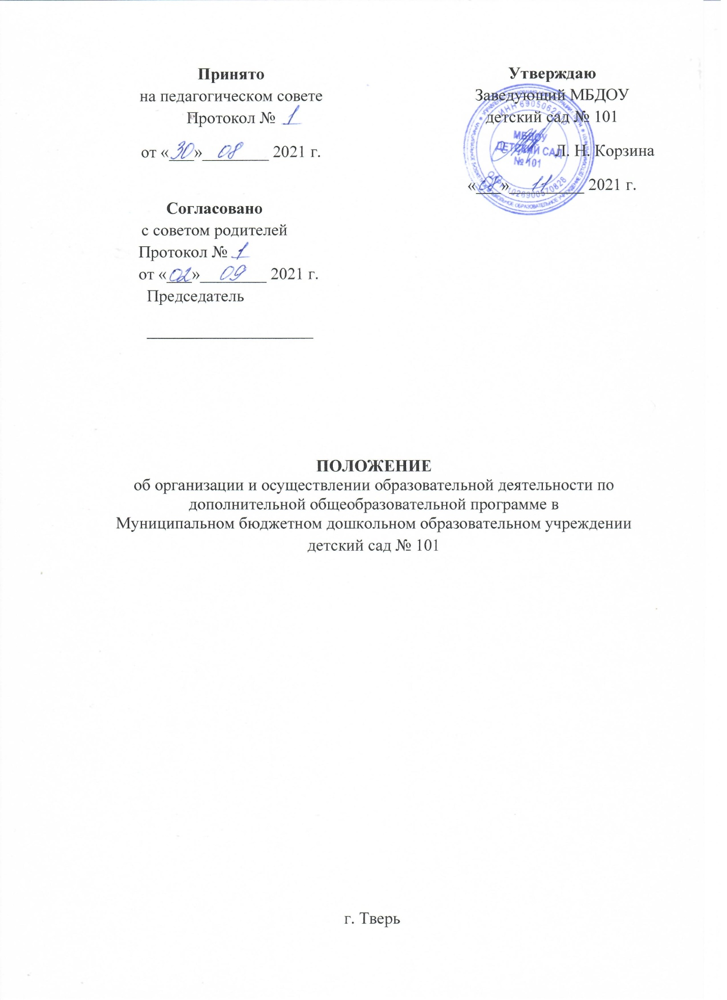 Принято
на педагогическом совете
Протокол № 1
от «30» 08 2021 г.
Утверждаю
Заведующий МБДОУ
детский сад № 101
Л. Н. Корзина
«08» 11 2021 г.
МБДОУ
ДЕТСКИЙ САД
№ 101
ИНН 69050628
ОГРН 1026900570828
Согласовано
с советом родителей
Протокол № 1
от «02» 09 2021 г.
Председатель
ПОЛОЖЕНИЕ
об организации и осуществлении образовательной деятельности по
дополнительной общеобразовательной программе в
Муниципальном бюджетном дошкольном образовательном учреждении
детский сад № 101
г. Тверь